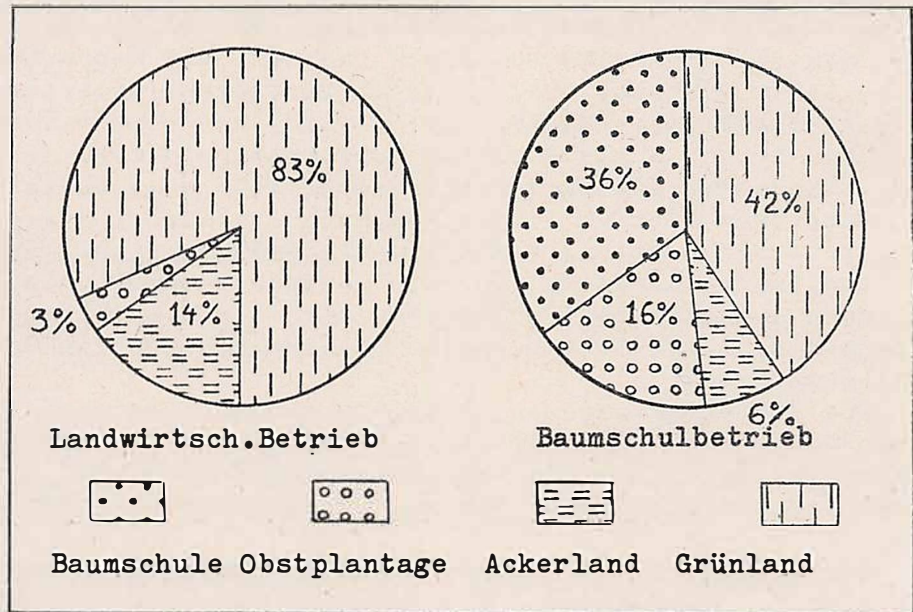 83%
3%
14%
36%
42%
16%
6%
Landwirtsch.Betrieb
Baumschulbetrieb
Baumschule Obstplantage Ackerland Grünland